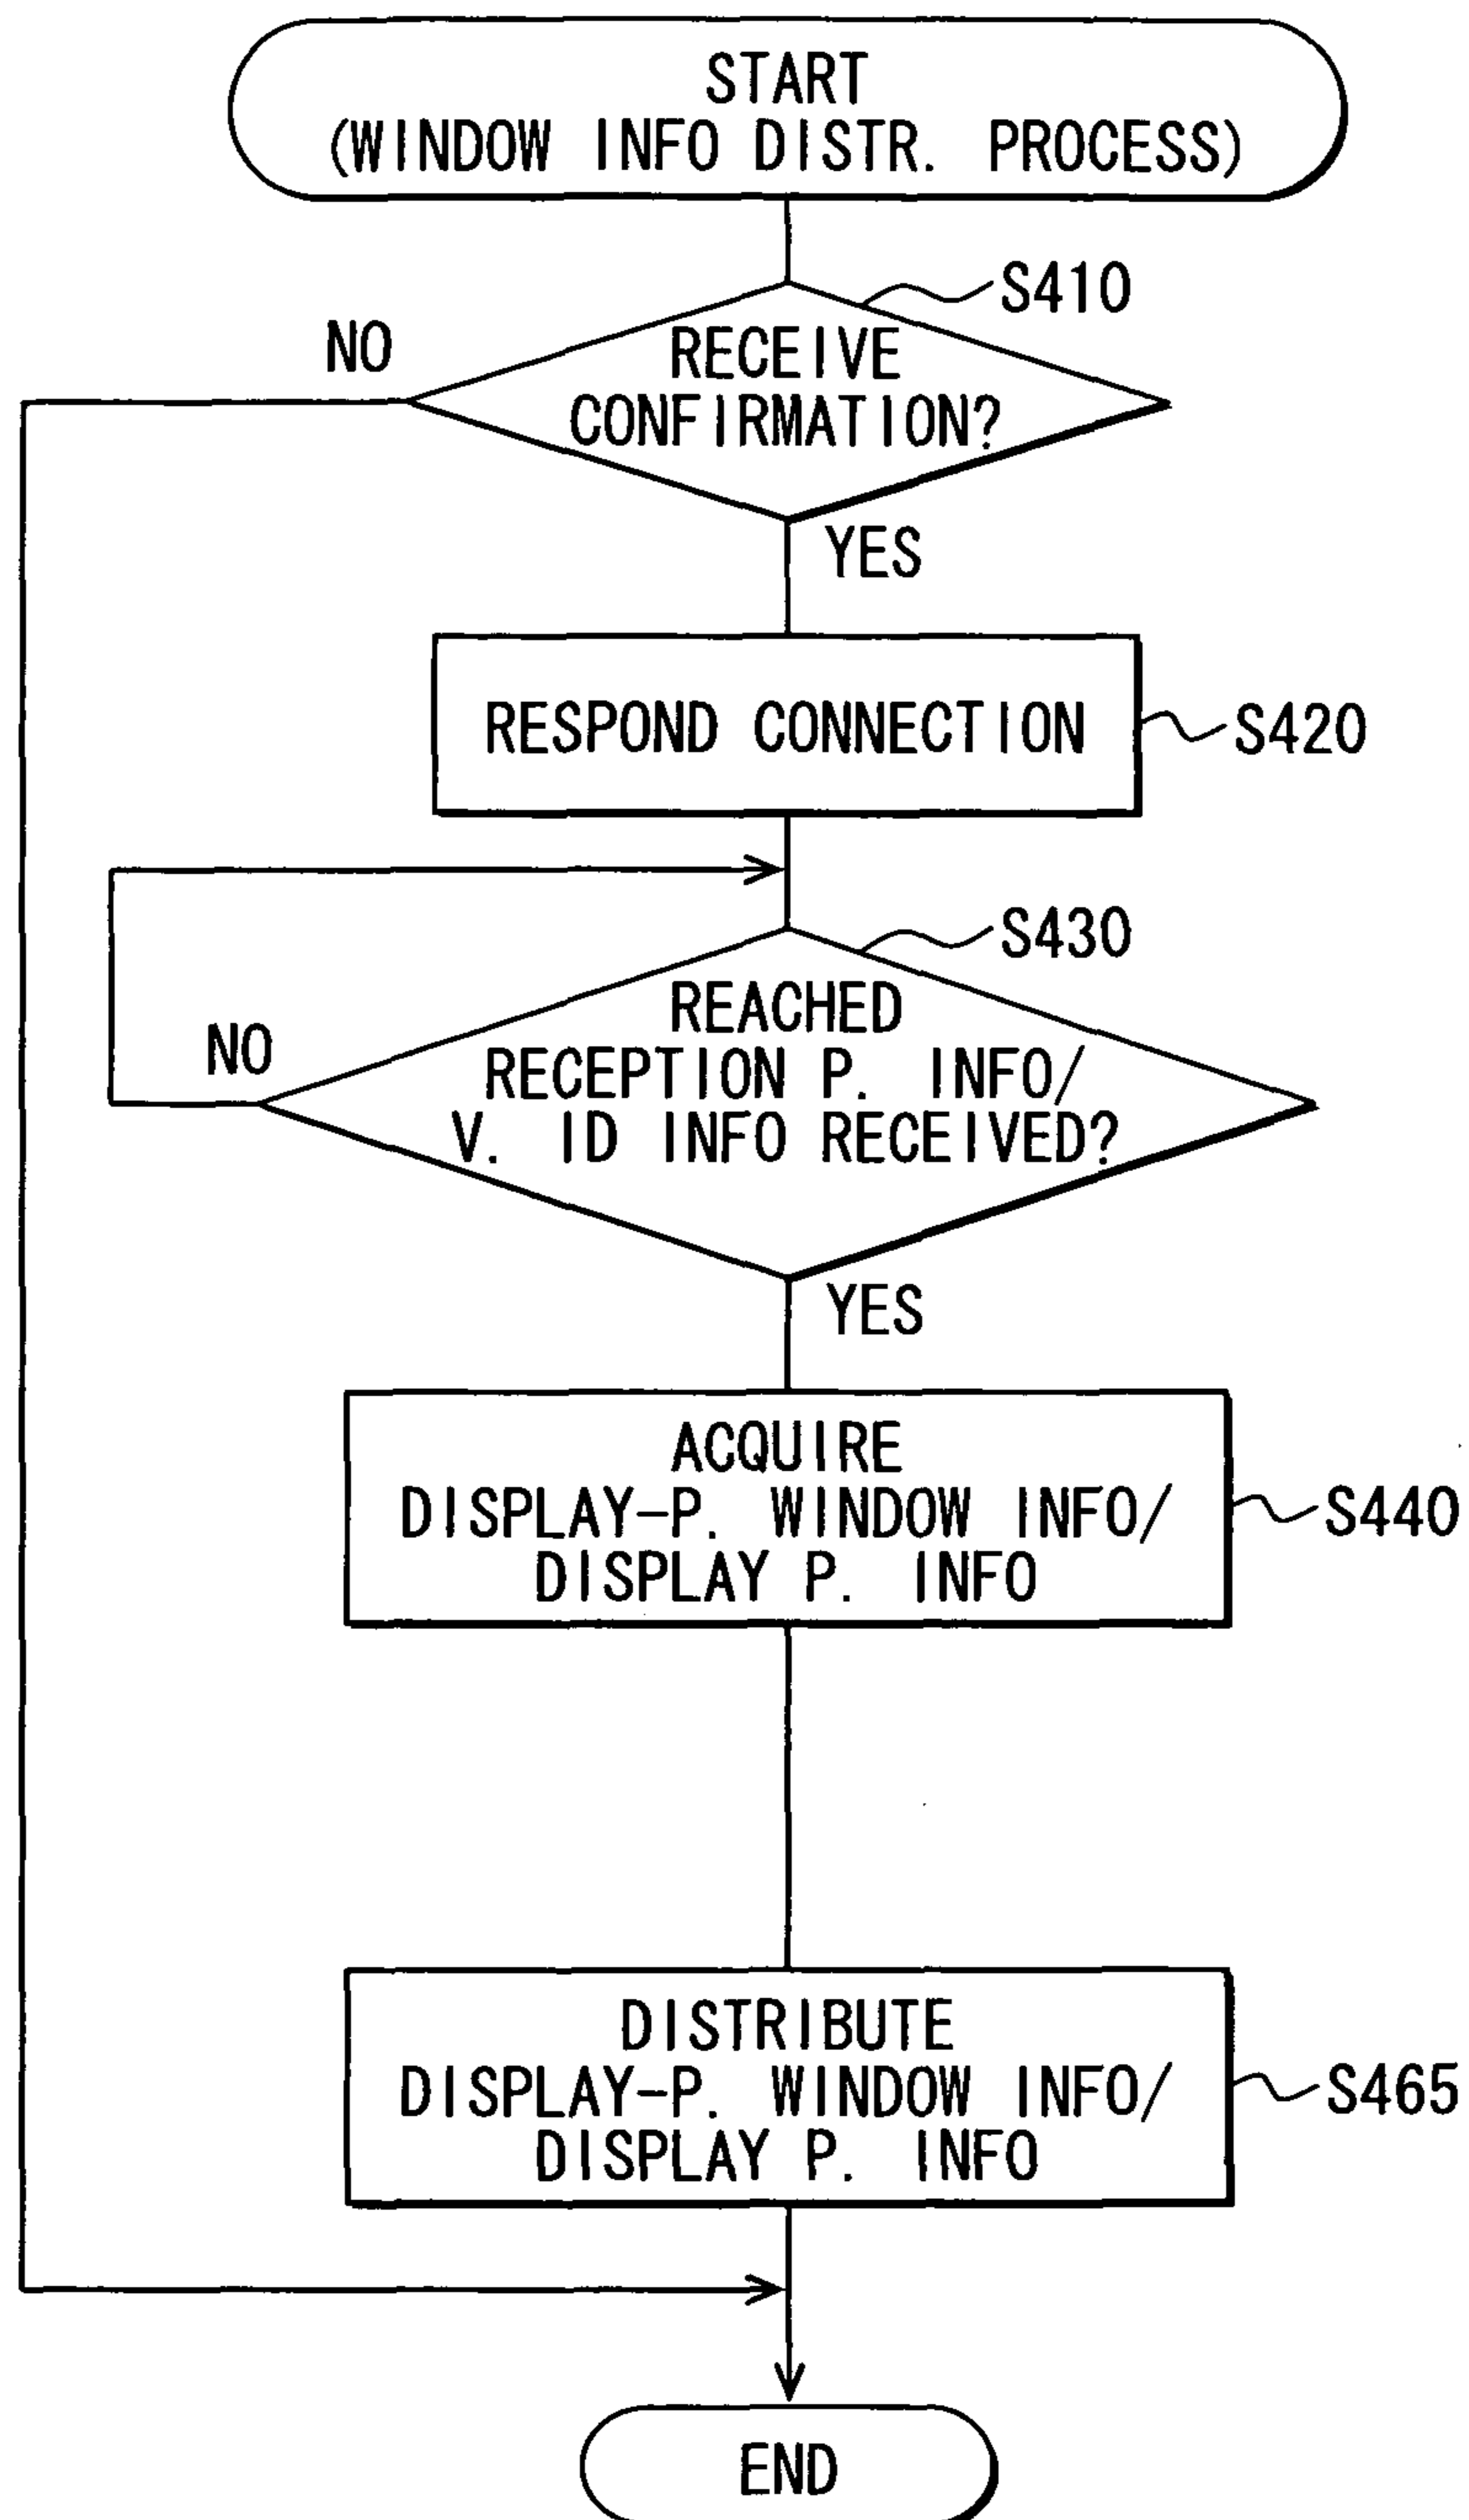 START
(WINDOW INFO DISTR. PROCESS)
S410
NO
RECEIVE
CONFIRMATION?
YES
RESPOND CONNECTION
S420
S430
REACHED
NO
RECEPTION P. INFO/
V. ID INFO RECEIVED?
YES
ACQUIRE
DISPLAY-P. WINDOW INFO/
S440
DISPLAY P. INFO
DISTRIBUTE
DISPLAY-P. WINDOW INFO/
S465
DISPLAY P. INFO
END